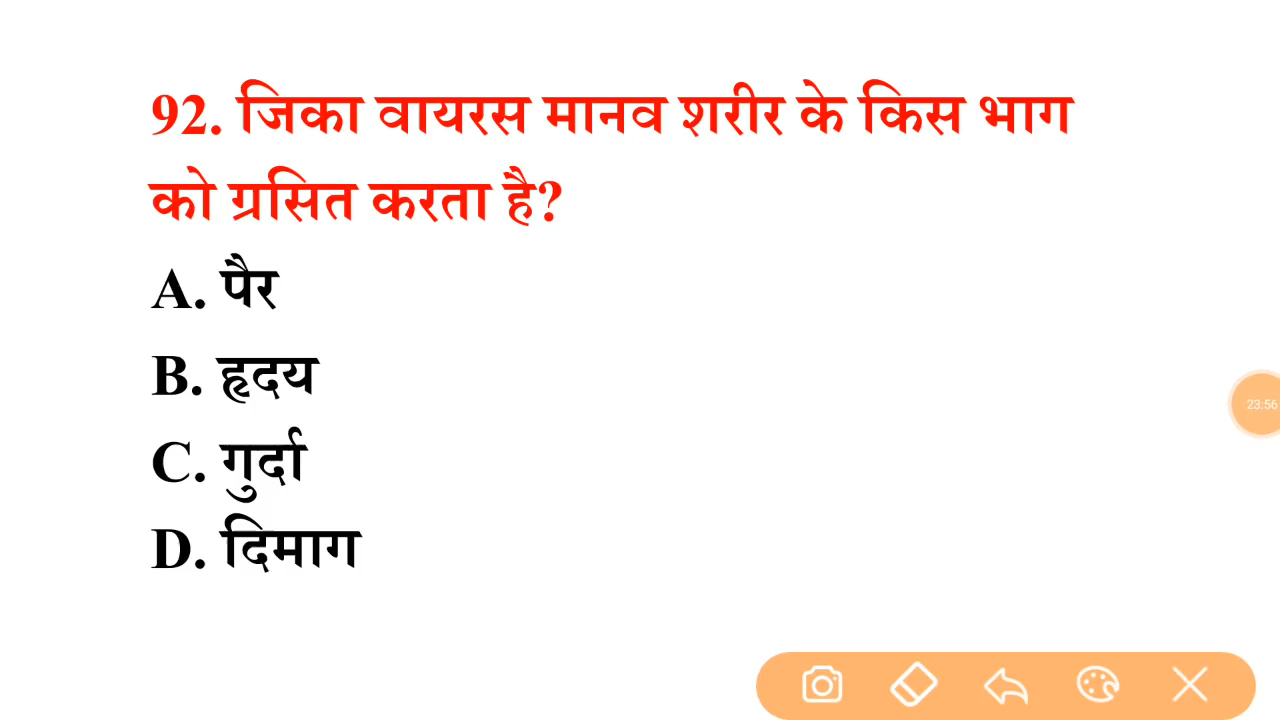 92. जिका वायरस मानव शरीर के किस भाग
को ग्रसित करता है?
A. पैर
B. हृदय
C. गुर्दा
D. दिमाग
23:56